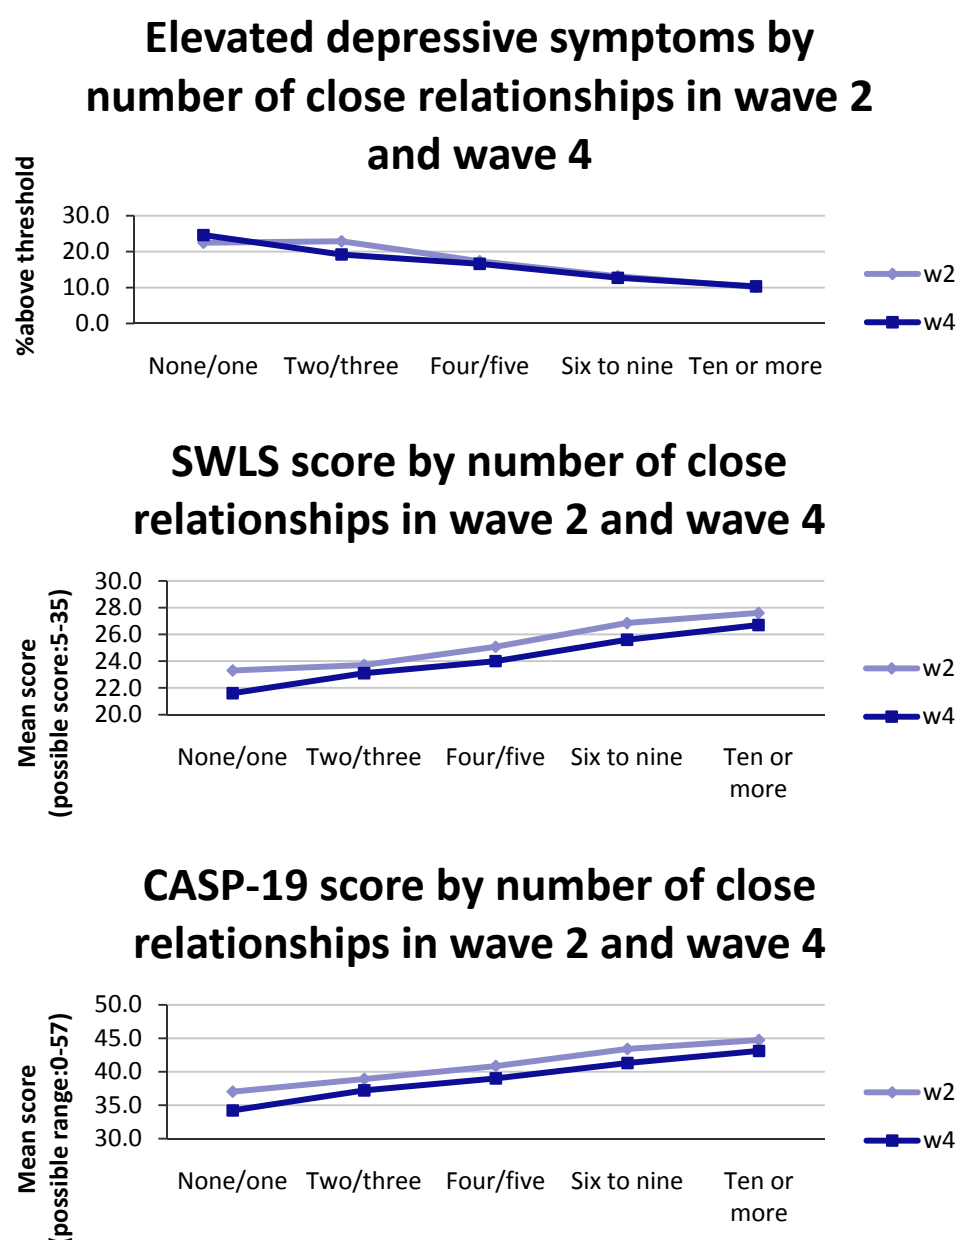 Elevated depressive symptoms by
number of close relationships in wave 2
and wave 4
%above threshold
30.0
20.0
10.0
0.0
None/one Two/three Four/five Six to nine Ten or more
w2
w4
SWLS score by number of close
relationships in wave 2 and wave 4
Mean score
(possible score:5-35)
30.0
28.0
26.0
24.0
22.0
20.0
None/one Two/three Four/five Six to nine Ten or
more
w2
w4
CASP-19 score by number of close
relationships in wave 2 and wave 4
Mean score
(possible range:0-57)
50.0
45.0
40.0
35.0
30.0
None/one Two/three Four/five Six to nine Ten or
more
w2
w4